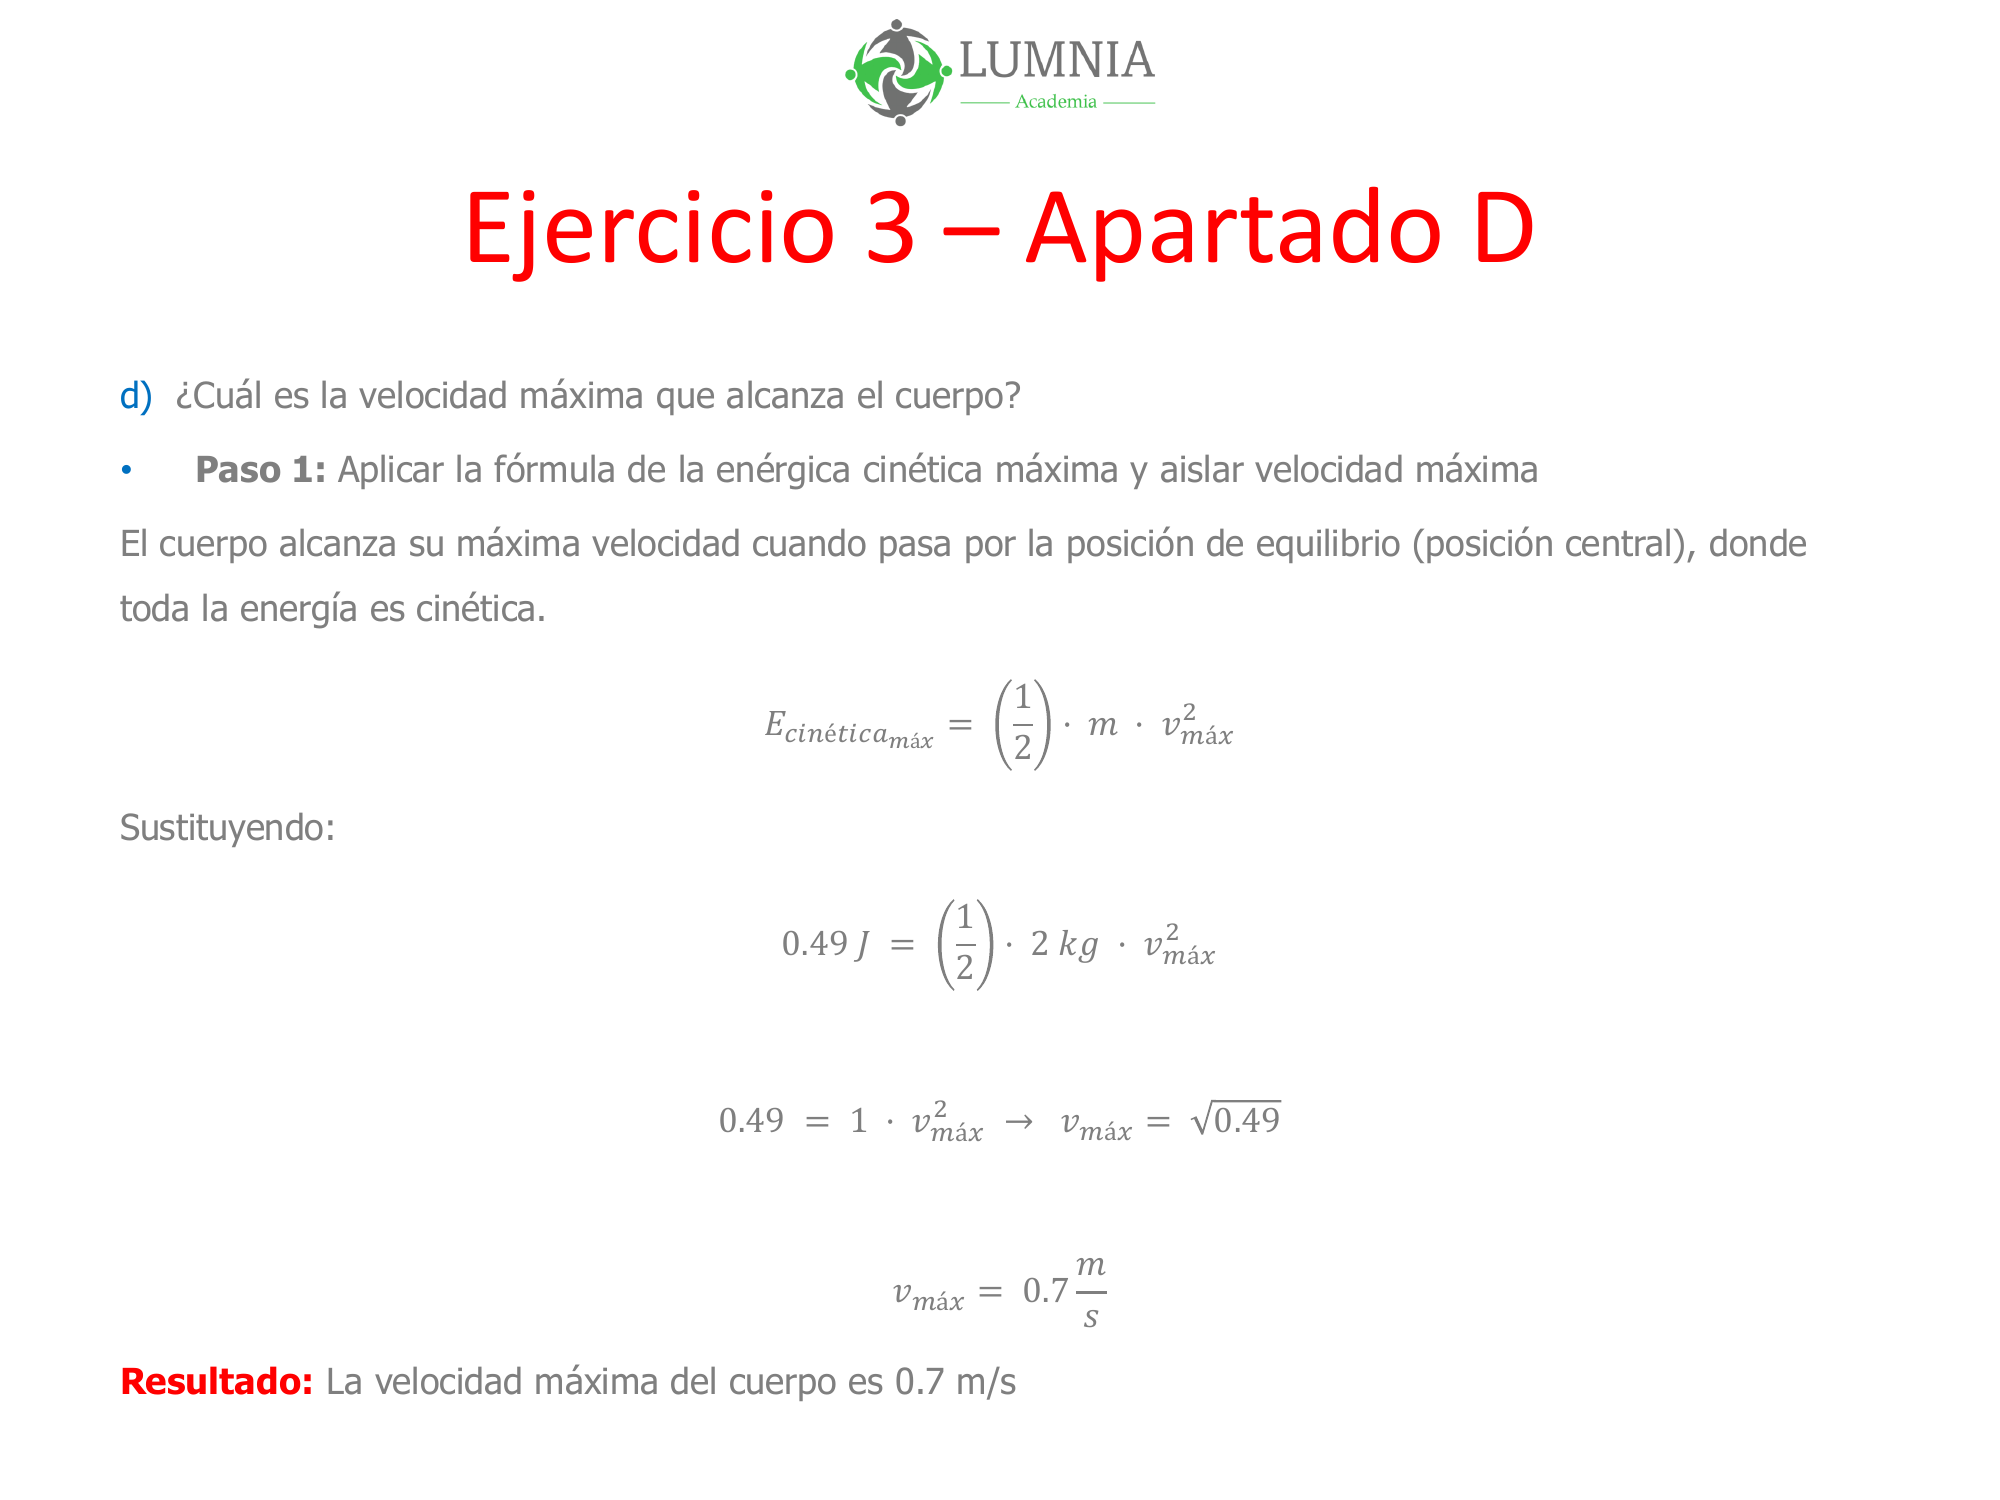 LUMNIA
Academia
Ejercicio 3 – Apartado D
d) ¿Cuál es la velocidad máxima que alcanza el cuerpo?
• Paso 1: Aplicar la fórmula de la enérgica cinética máxima y aislar velocidad máxima
El cuerpo alcanza su máxima velocidad cuando pasa por la posición de equilibrio (posición central), donde
toda la energía es cinética.
$E_{cinética_{máx}} = \left(\frac{1}{2}\right) \cdot m \cdot v_{máx}^2$
Sustituyendo:
$0.49 \, J = \left(\frac{1}{2}\right) \cdot 2 \, kg \cdot v_{máx}^2$
$0.49 = 1 \cdot v_{máx}^2 \rightarrow v_{máx} = \sqrt{0.49}$
$v_{máx} = 0.7 \frac{m}{s}$
Resultado: La velocidad máxima del cuerpo es 0.7 m/s